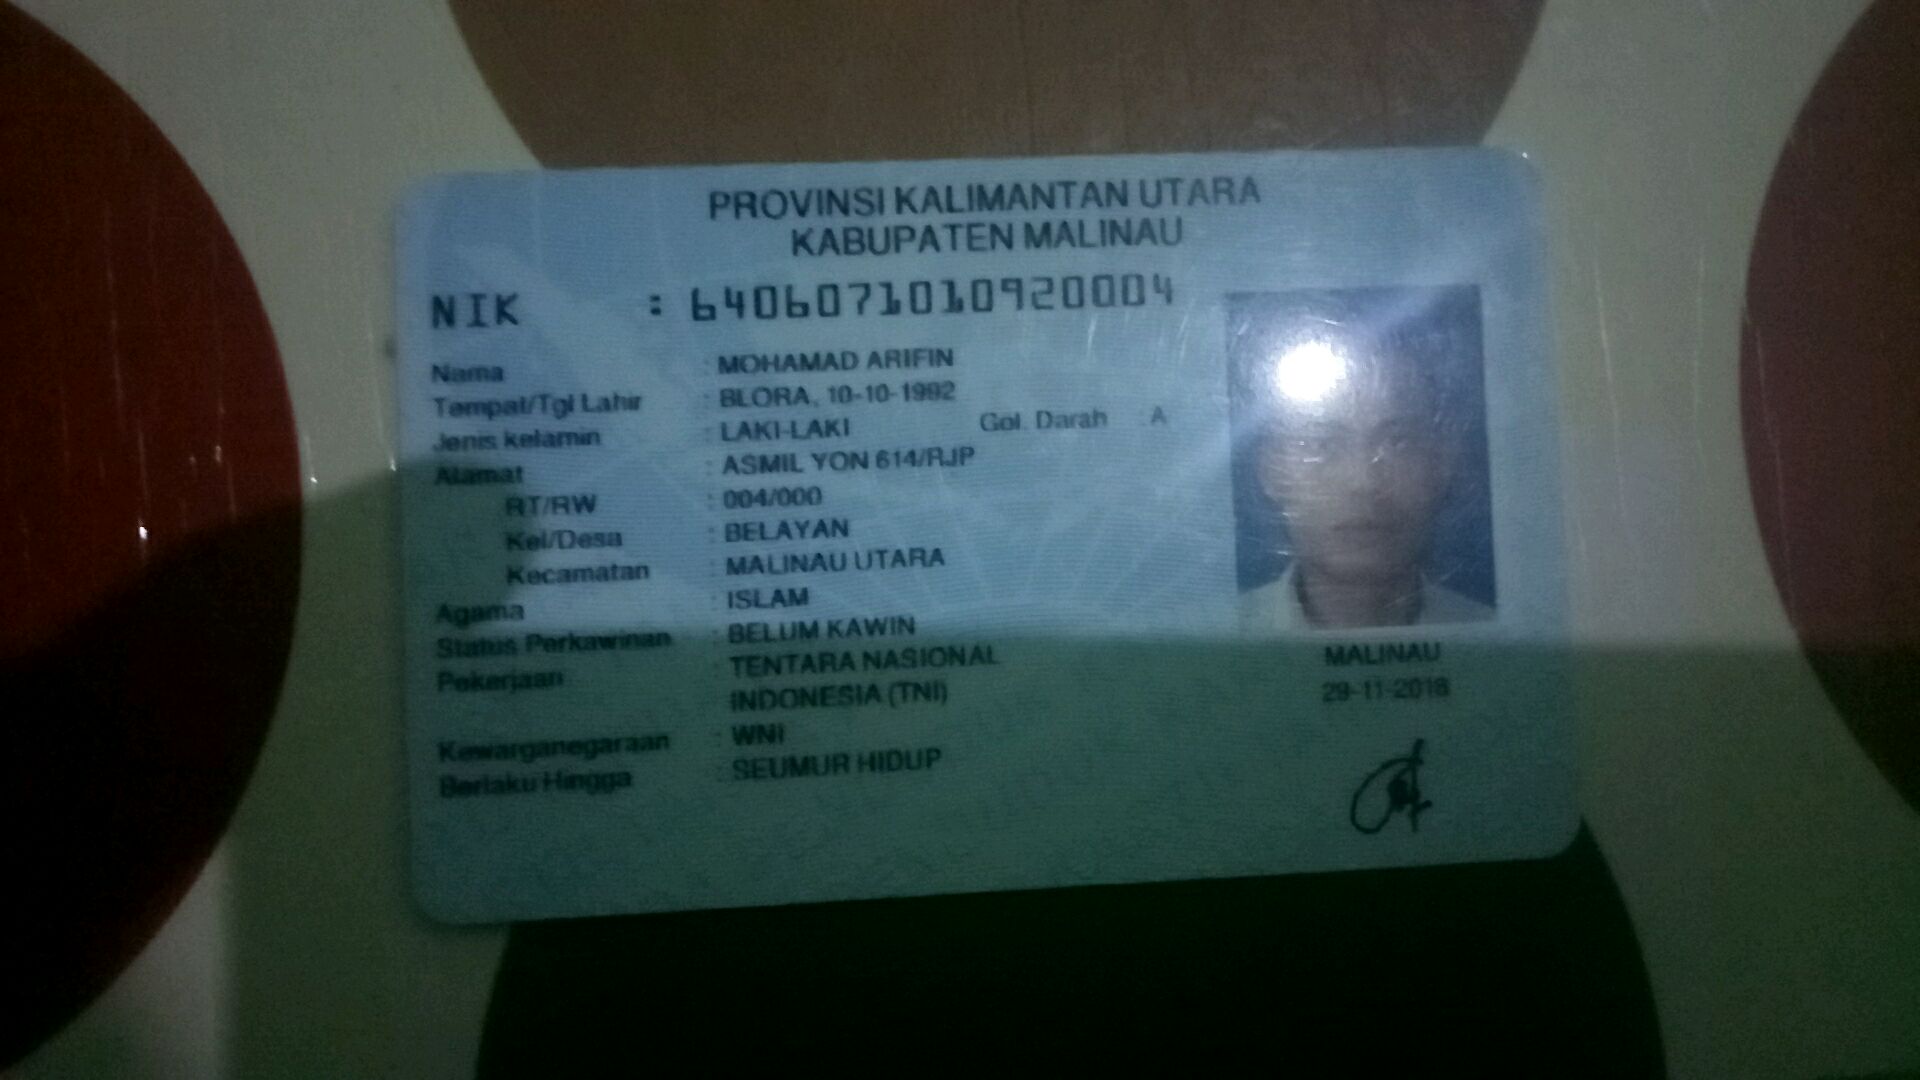 PROVINSI KALIMANTAN UTARA
KABUPATEN MALINAU
NIK : 6406071010920004
Nama : MOHAMAD ARIFIN
Tempat/Tgl Lahir : BLORA, 10-10-1992
Jenis kelamin : LAKI-LAKI Gol. Darah : A
Alamat : ASMIL YON 614/RJP
RT/RW : 004/000
Kel/Desa : BELAYAN
Kecamatan : MALINAU UTARA
Agama : ISLAM
Status Perkawinan : BELUM KAWIN
Pekerjaan : TENTARA NASIONAL
INDONESIA (TNI)
Kewarganegaraan : WNI
Berlaku Hingga : SEUMUR HIDUP
MALINAU
29-11-2018